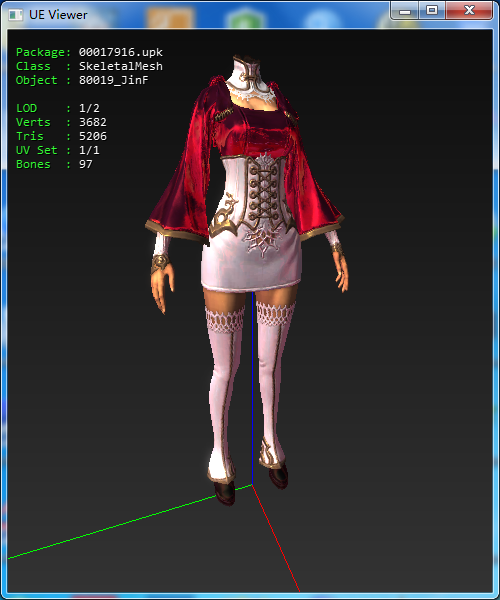 UE Viewer
Package: 00017916.upk
Class : SkeletalMesh
Object : 80019_JinF
LOD : 1/2
Verts : 3682
Tris : 5206
UV Set : 1/1
Bones : 97